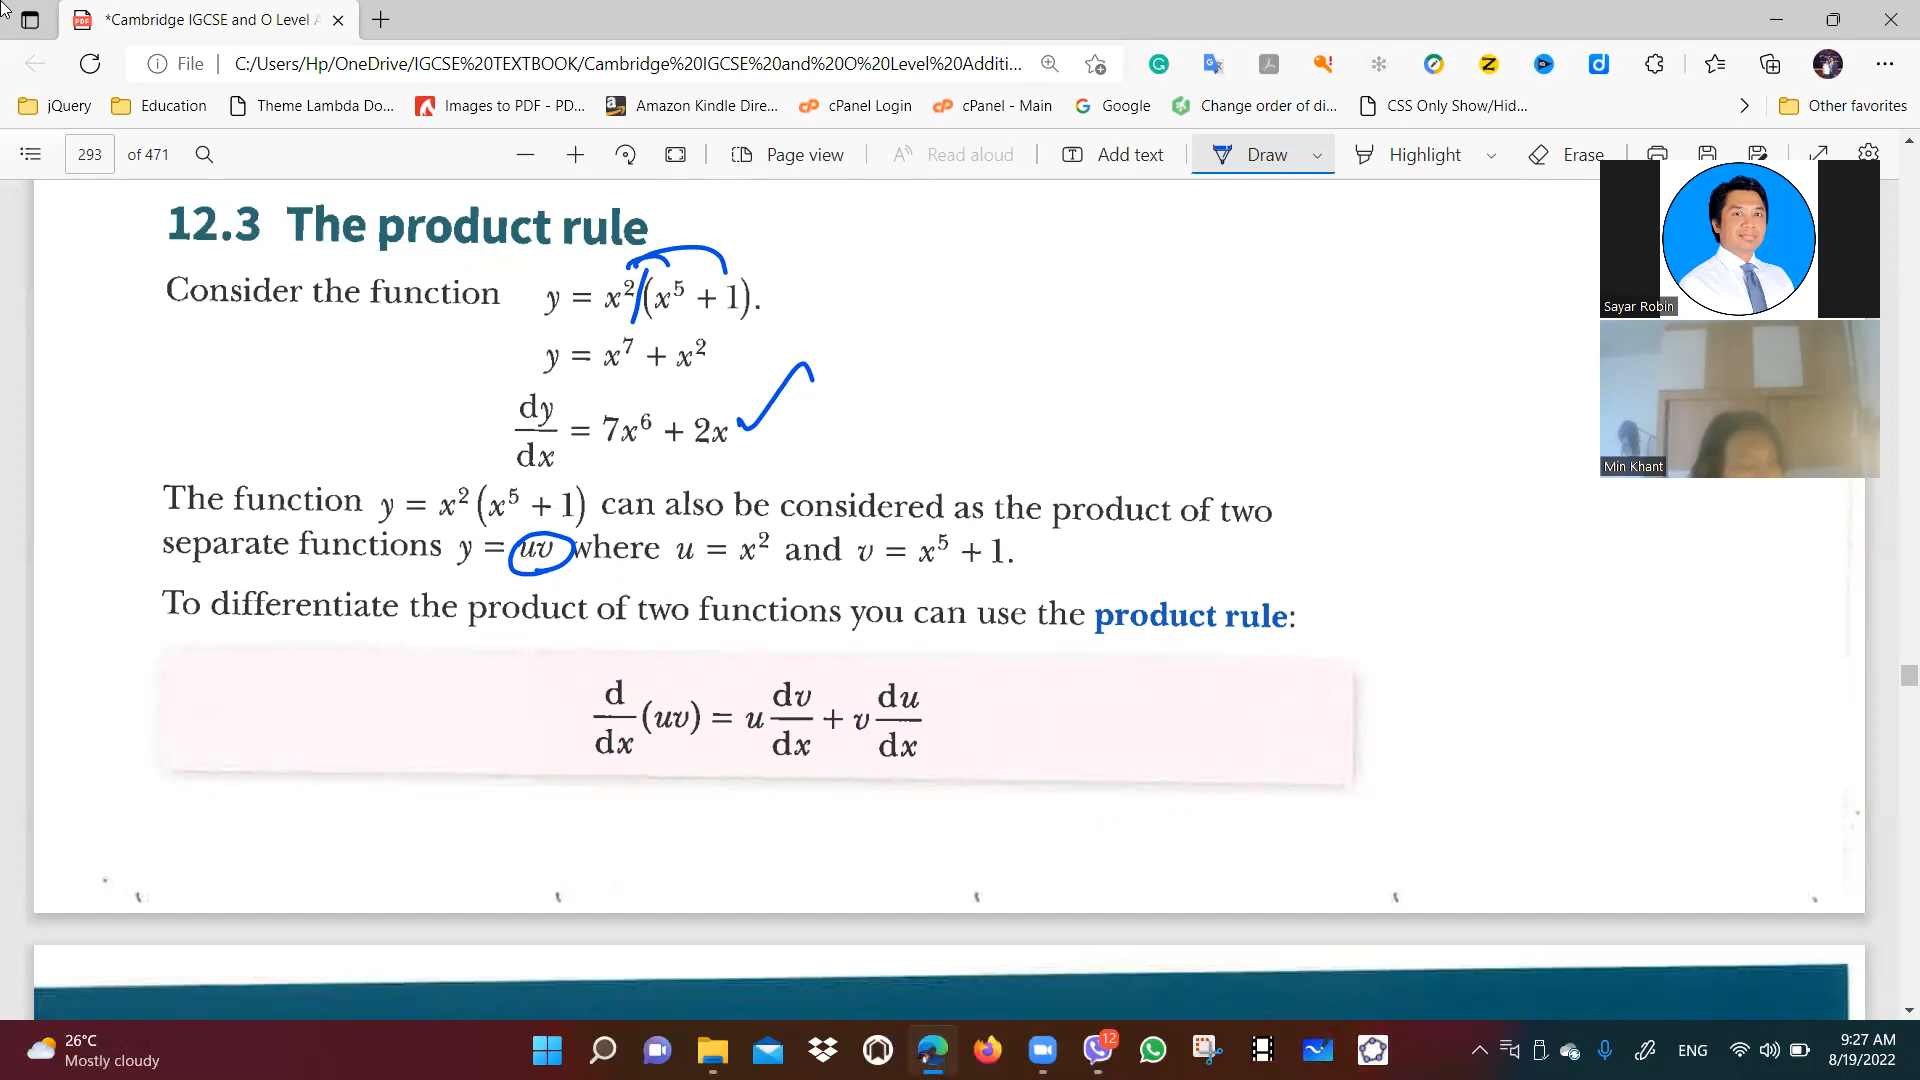 *Cambridge IGCSE and O Level A
File
C:/Users/Hp/OneDrive/IGCSE%20TEXTBOOK/Cambridge%20IGCSE%20and%20O%20Level%20Additi...
jQuery
Education
Theme Lambda Do...
Images to PDF - PD...
Amazon Kindle Dire...
cPanel Login
cPanel - Main
Google
Change order of di...
CSS Only Show/Hid...
Other favorites
293 of 471
Page view
Read aloud
Add text
Draw
Highlight
Erase
12.3 The product rule
Consider the function y = x²(x⁵ + 1).
y = x⁷ + x²
dy/dx = 7x⁶ + 2x
The function y = x²(x⁵ + 1) can also be considered as the product of two
separate functions y = uv where u = x² and v = x⁵ + 1.
To differentiate the product of two functions you can use the product rule:
d/dx (uv) = u dv/dx + v du/dx
Sayar Robin
Min Khant
26°C
Mostly cloudy
12
ENG
9:27 AM
8/19/2022